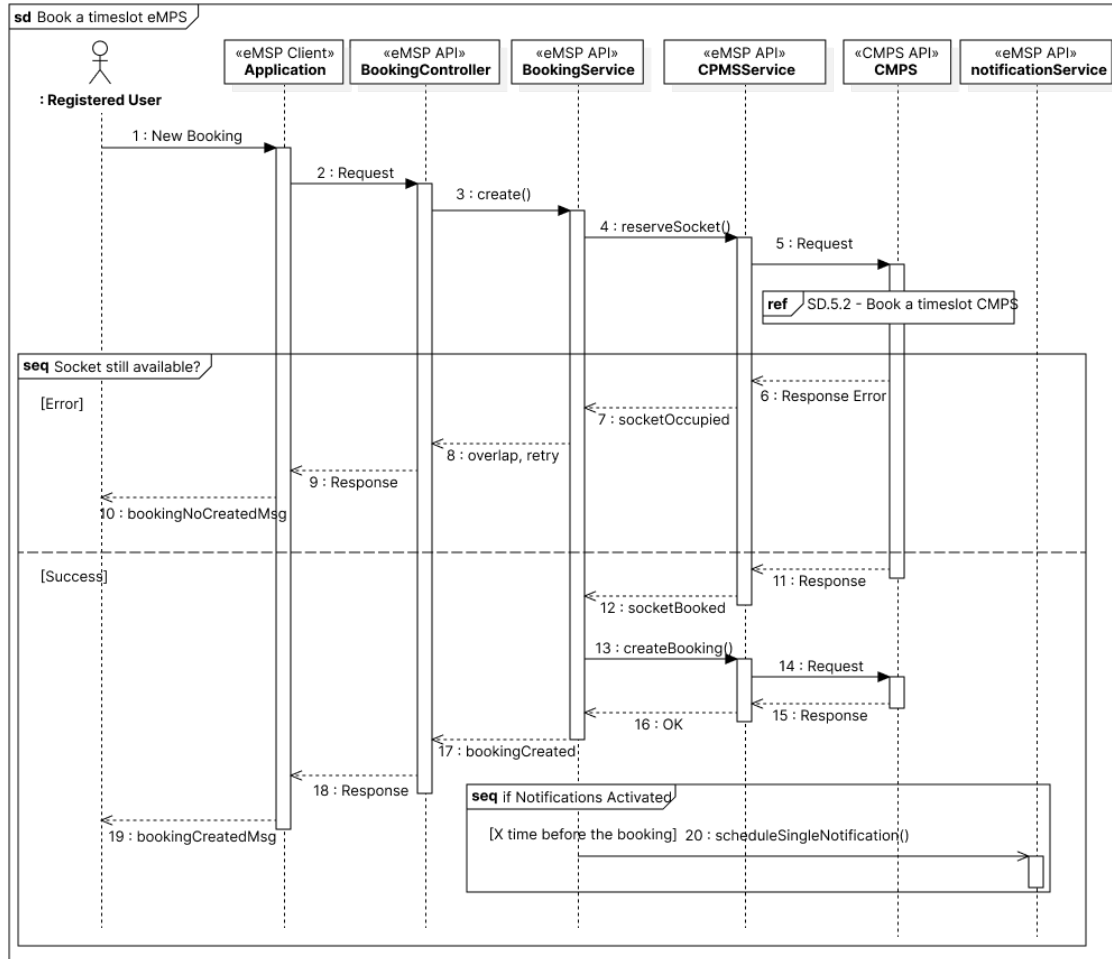 sd Book a timeslot eMPS
«eMSP Client»
Application
«eMSP API»
BookingController
«eMSP API»
BookingService
«eMSP API»
CPMSService
«CMPS API»
CMPS
«eMSP API»
notificationService
: Registered User
1 : New Booking
2 : Request
3 : create()
4 : reserveSocket()
5 : Request
ref SD.5.2 - Book a timeslot CMPS
seq Socket still available?
[Error]
6 : Response Error
7 : socketOccupied
8 : overlap, retry
9 : Response
10 : bookingNoCreatedMsg
[Success]
11 : Response
12 : socketBooked
13 : createBooking()
14 : Request
15 : Response
16 : OK
17 : bookingCreated
18 : Response
seq if Notifications Activated
19 : bookingCreatedMsg
[X time before the booking] 20 : scheduleSingleNotification()